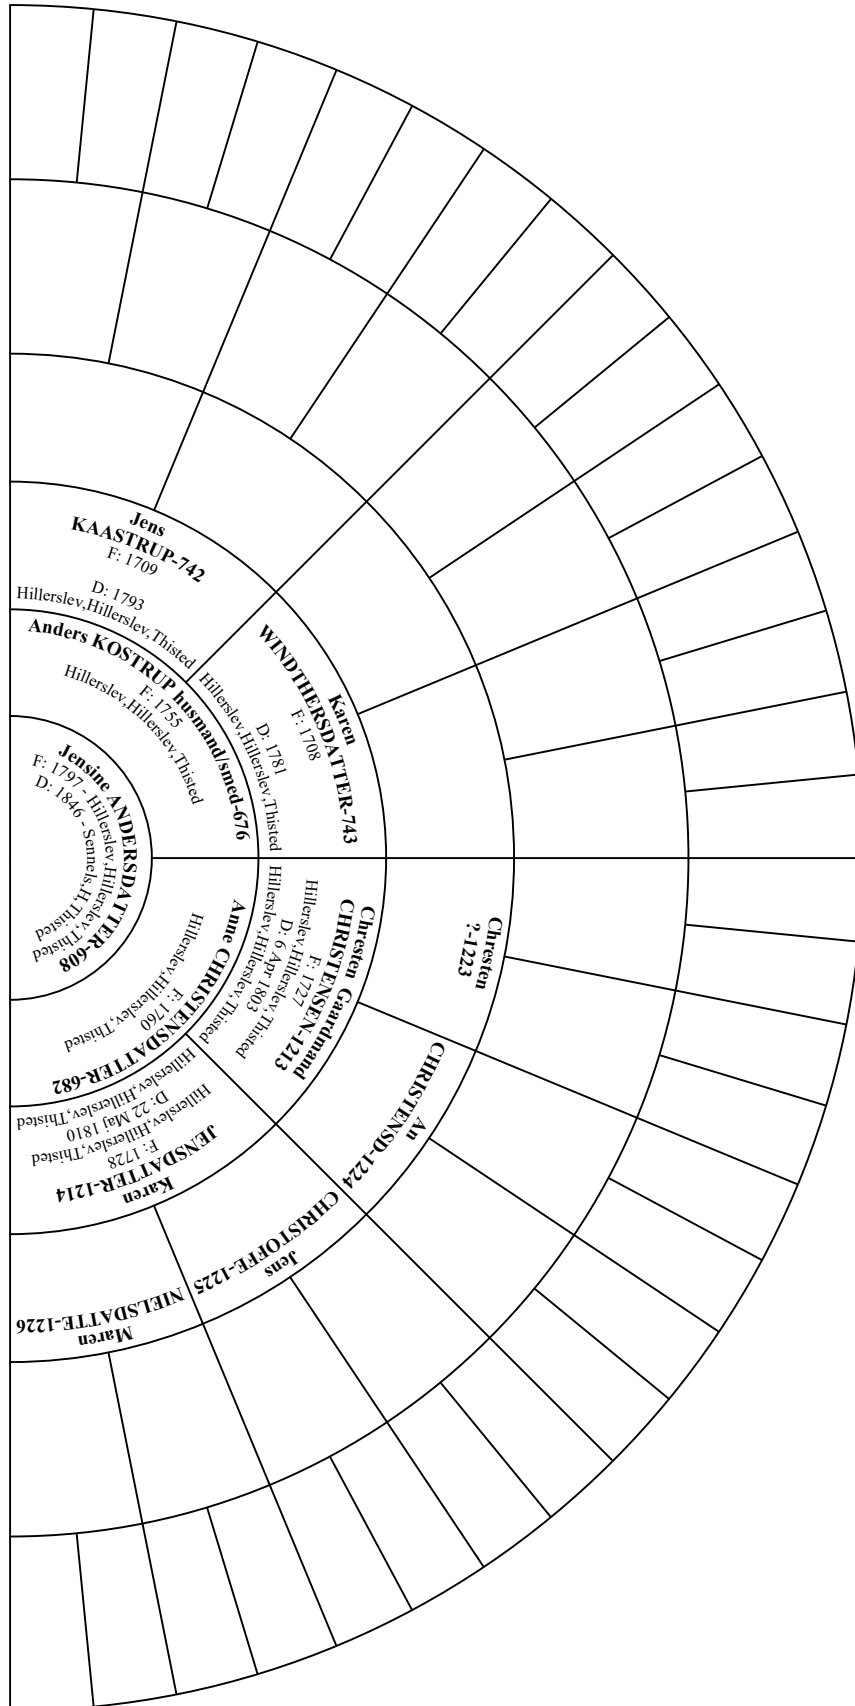 Jensine ANDERSDATTER-608
F: 1797 - Hillerslev,Hillerslev,Thisted
D: 1846 - Sennels,H,Thisted
Anders KOSTRUP husmand/smed-676
F: 1755
Hillerslev,Hillerslev,Thisted
Anne CHRISTENSDATTER-682
F: 1760
Hillerslev,Hillerslev,Thisted
Jens
KAASTRUP-742
F: 1709
D: 1793
Hillerslev,Hillerslev,Thisted
Karen
WINDTHERSDATTER-743
F: 1708
D: 1781
Hillerslev,Hillerslev,Thisted
Chresten Gaardmand
CHRISTENSEN-1213
F: 1727
Hillerslev,Hillerslev,Thisted
D: 6 Apr 1803
Hillerslev,Hillerslev,Thisted
Karen
JENSDATTER-1214
F: 1728
Hillerslev,Hillerslev,Thisted
D: 22 Maj 1810
Hillerslev,Hillerslev,Thisted
Chresten
?-1223
An
CHRISTENSD-1224
Jens
CHRISTOFFE-1225
Maren
NIELSDATTE-1226